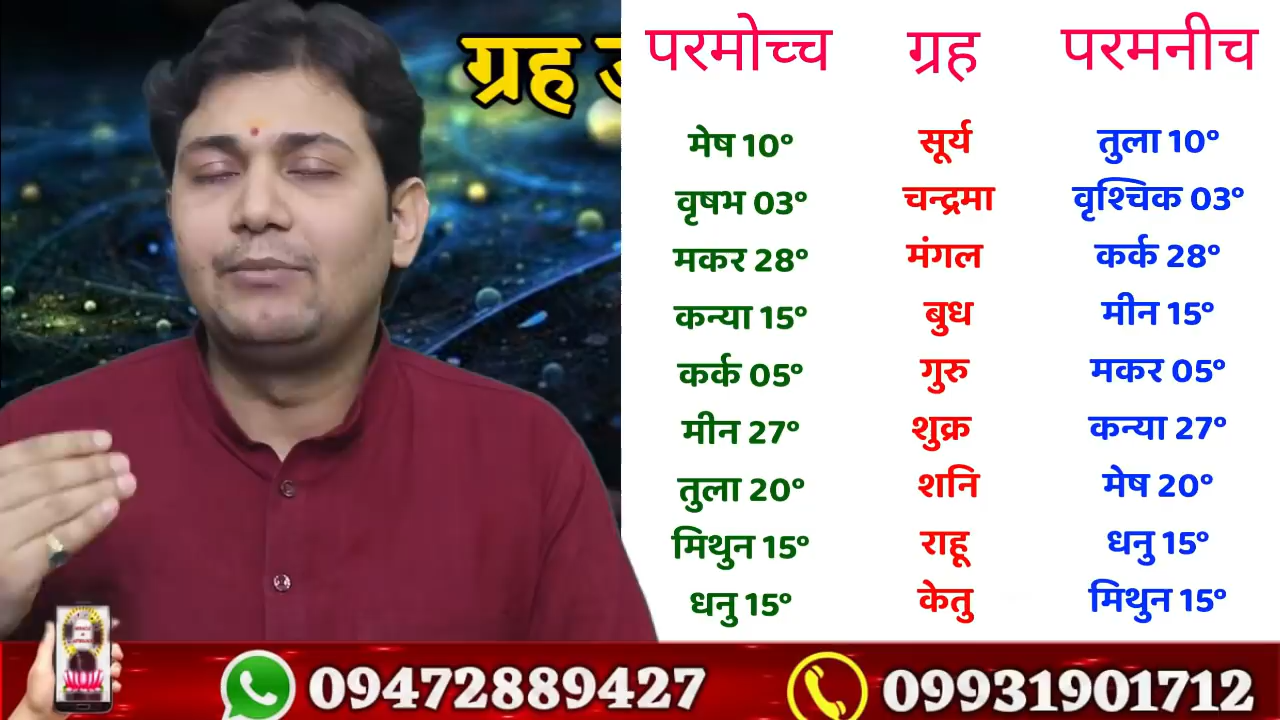 ग्रह
परमोच्च ग्रह परमनीच
मेष 10° सूर्य तुला 10°
वृषभ 03° चन्द्रमा वृश्चिक 03°
मकर 28° मंगल कर्क 28°
कन्या 15° बुध मीन 15°
कर्क 05° गुरु मकर 05°
मीन 27° शुक्र कन्या 27°
तुला 20° शनि मेष 20°
मिथुन 15° राहू धनु 15°
धनु 15° केतु मिथुन 15°
09472889427 09931901712